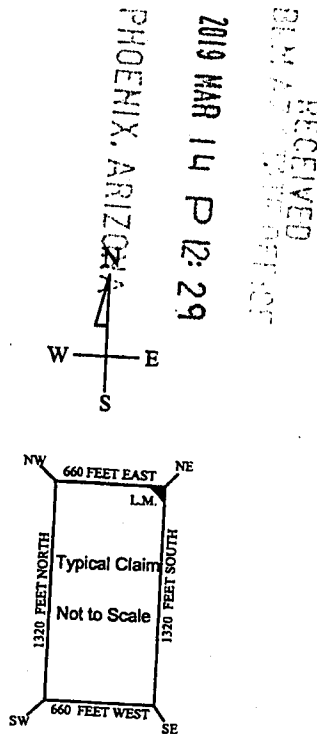 RECEIVED
2019 MAR 14 P 12: 29
PHOENIX, ARIZONA
N
W
E
S
NW
660 FEET EAST
NE
L.M.
1320 FEET NORTH
Typical Claim
1320 FEET SOUTH
Not to Scale
SW
660 FEET WEST
SE